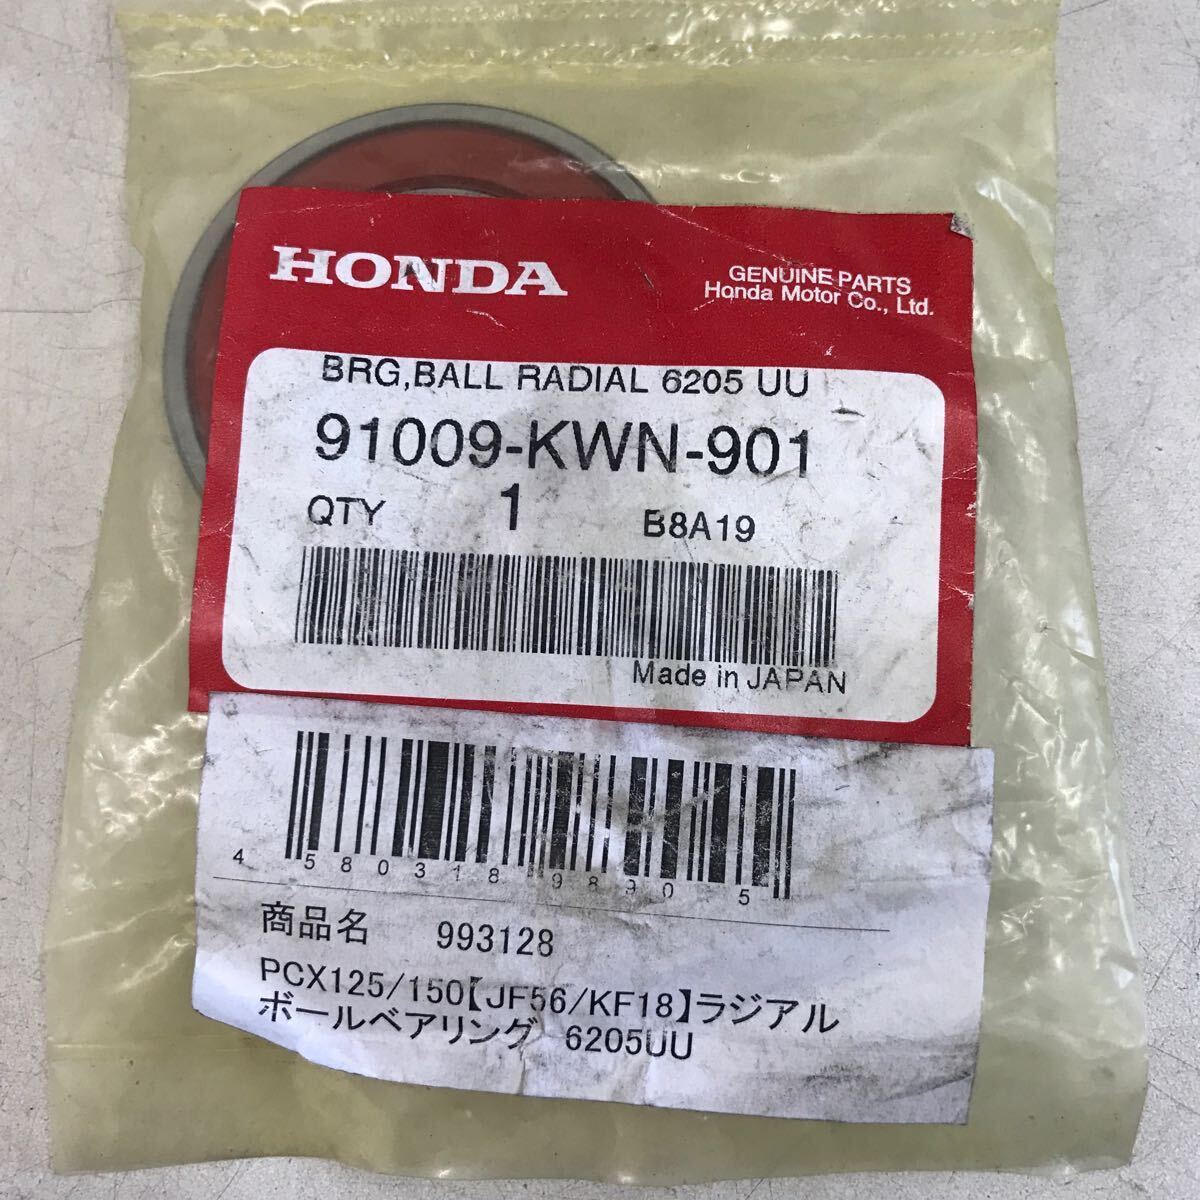 HONDA
GENUINE PARTS
Honda Motor Co., Ltd.
BRG,BALL RADIAL 6205 UU
91009-KWN-901
QTY 1 B8A19
Made in JAPAN
4 580318 989905
商品名 993128
PCX125/150【JF56/KF18】ラジアル
ボールベアリング 6205UU